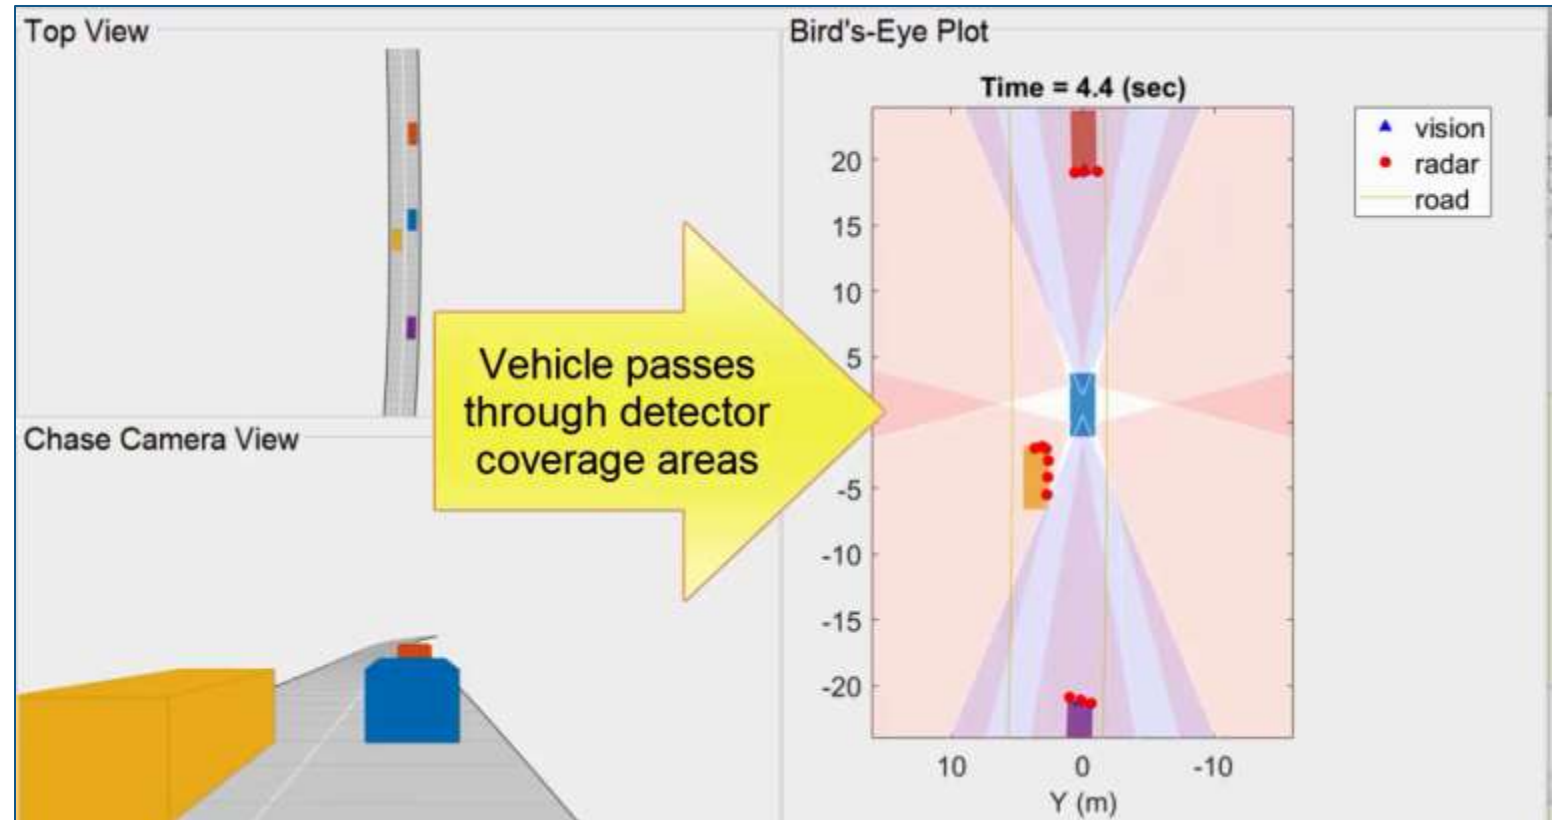 Top View
Chase Camera View
Vehicle passes
through detector
coverage areas
Bird's-Eye Plot
Time = 4.4 (sec)
20
15
10
5
-5
-10
-15
-20
10
0
-10
Y (m)
vision
radar
road